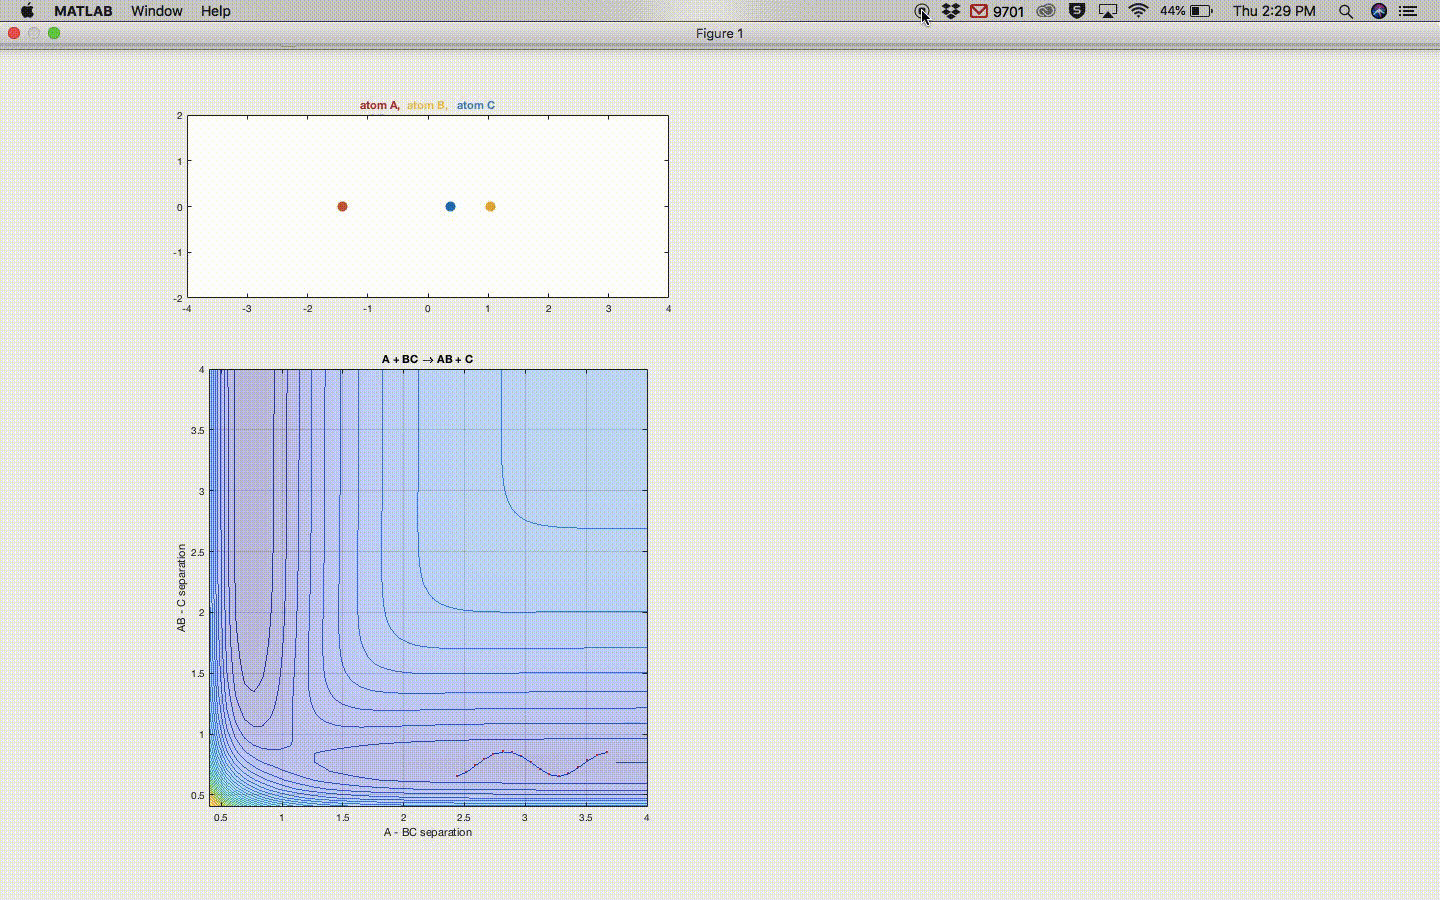 MATLAB Window Help 9701 44% Thu 2:29 PM
Figure 1
atom A, atom B, atom C
2
1
0
-1
-2
-4 -3 -2 -1 0 1 2 3 4
A + BC → AB + C
4
3.5
3
2.5
2
1.5
1
0.5
AB - C separation
0.5 1 1.5 2 2.5 3 3.5 4
A - BC separation